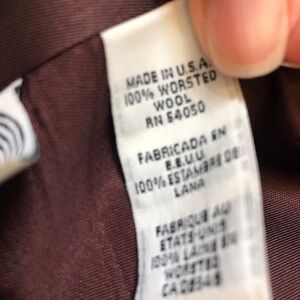 MADE IN U.S.A.
100% WORSTED
WOOL
RN 54050
FABRICADA EN
E.E.U.U.
100% ESTAMBRE DE
LANA
FABRIQUE AU
ETATS UNIS
100% LAINE EN
WORSTED